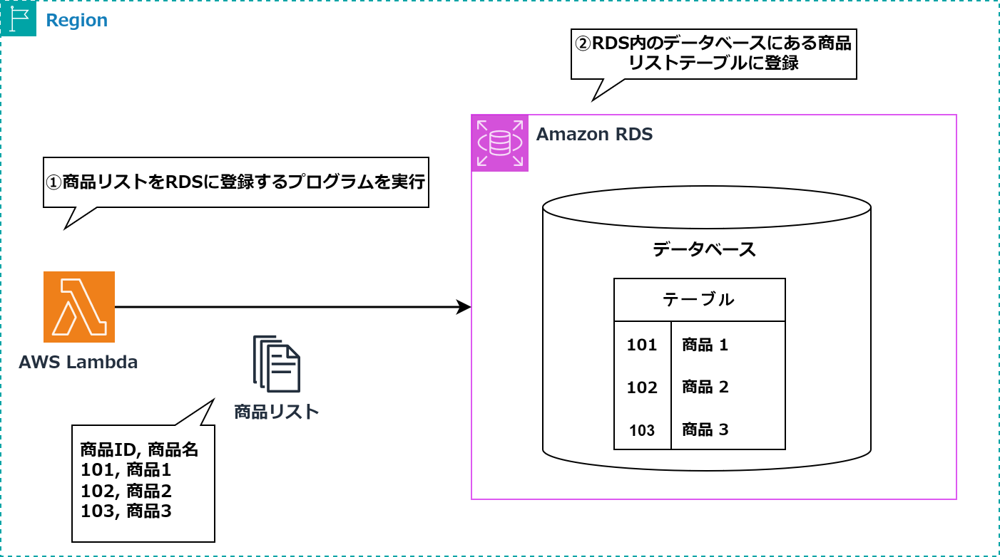 Region
②RDS内のデータベースにある商品
リストテーブルに登録
Amazon RDS
①商品リストをRDSに登録するプログラムを実行
データベース
テーブル
101 商品 1
102 商品 2
103 商品 3
AWS Lambda
商品リスト
商品ID, 商品名
101, 商品1
102, 商品2
103, 商品3